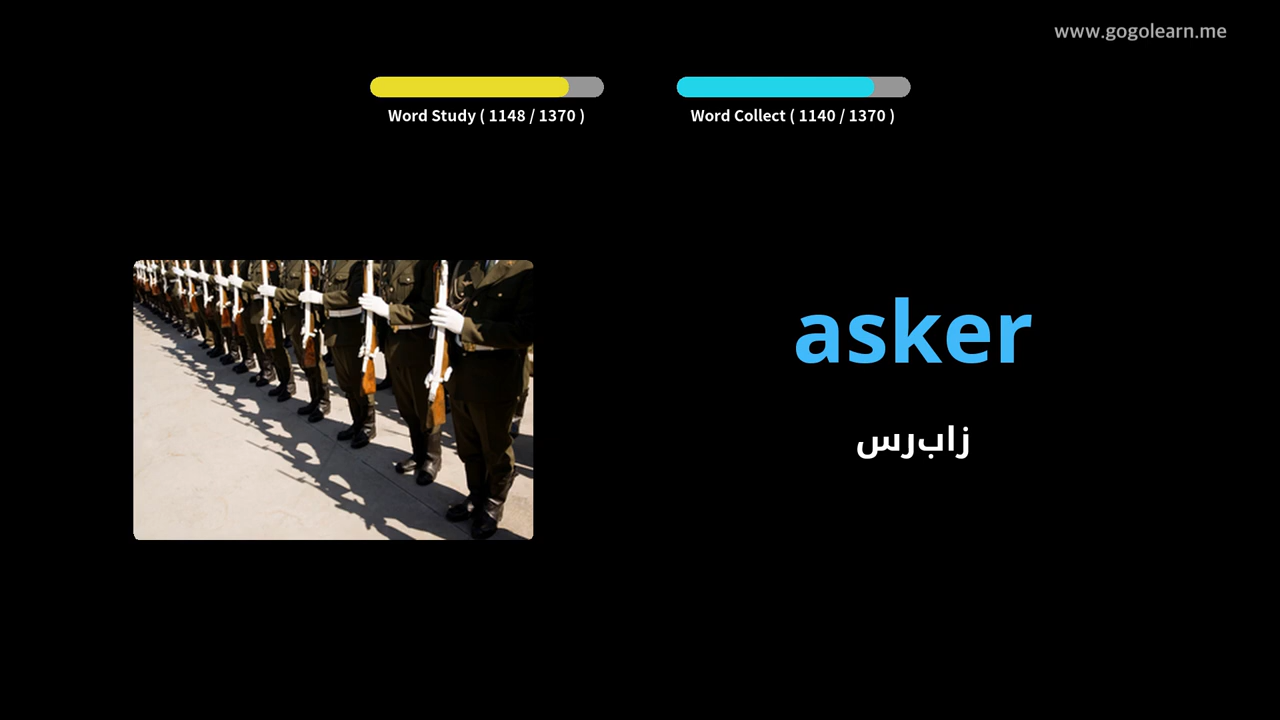 www.gogolearn.me
Word Study ( 1148 / 1370 )
Word Collect ( 1140 / 1370 )
asker
زابرس